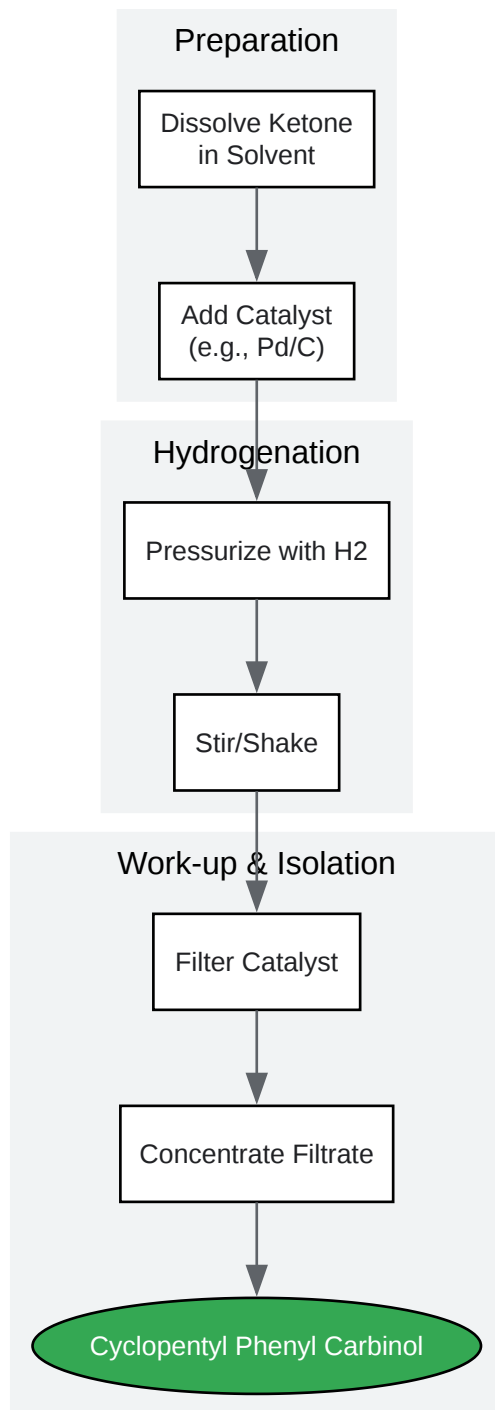 Preparation
Dissolve Ketone
in Solvent
Add Catalyst
(e.g., Pd/C)
Hydrogenation
Pressurize with H2
Stir/Shake
Work-up & Isolation
Filter Catalyst
Concentrate Filtrate
Cyclopentyl Phenyl Carbinol